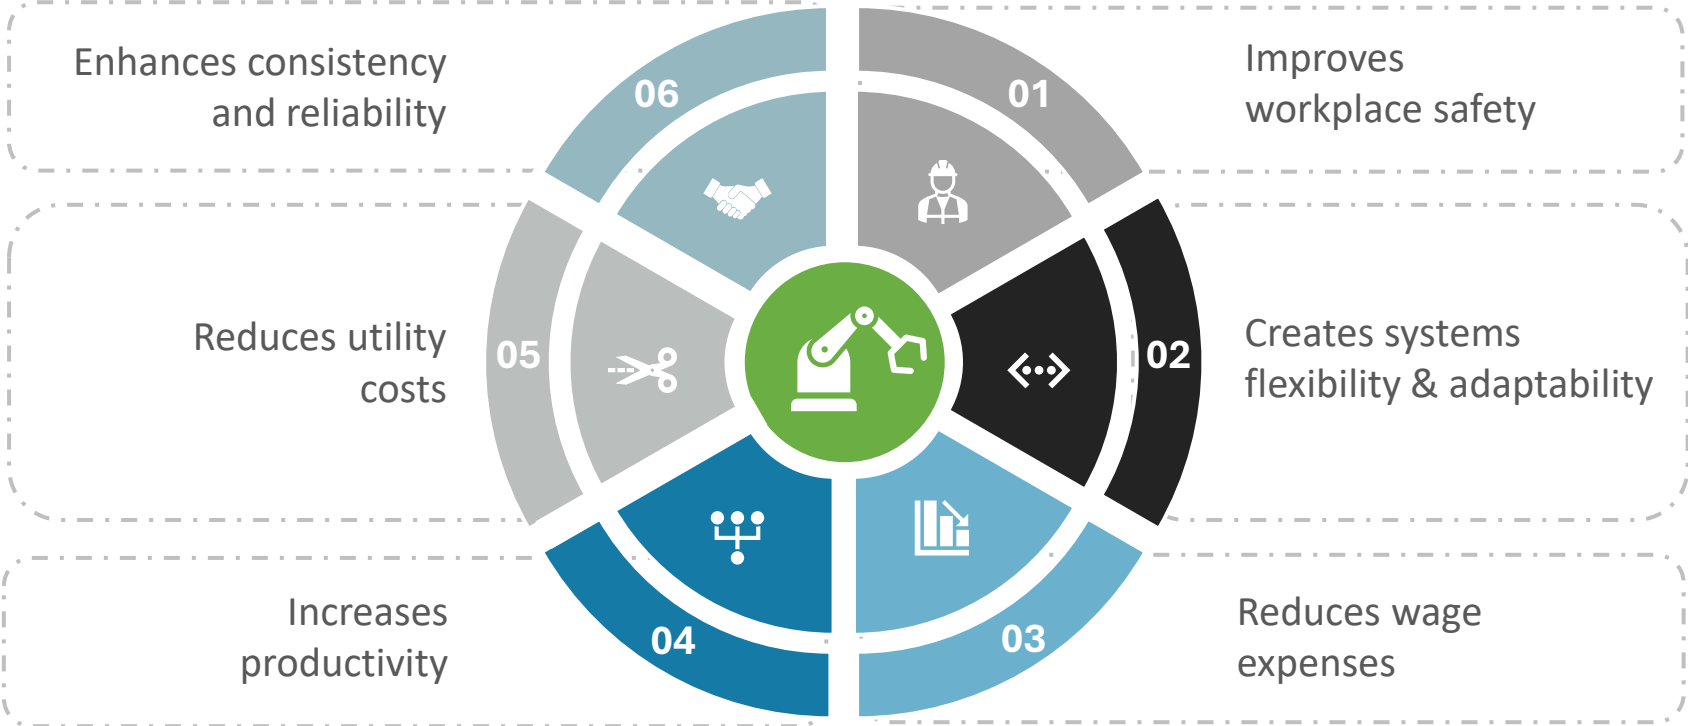 01
Improves
workplace safety
02
Creates systems
flexibility & adaptability
03
Reduces wage
expenses
04
Increases
productivity
05
Reduces utility
costs
06
Enhances consistency
and reliability